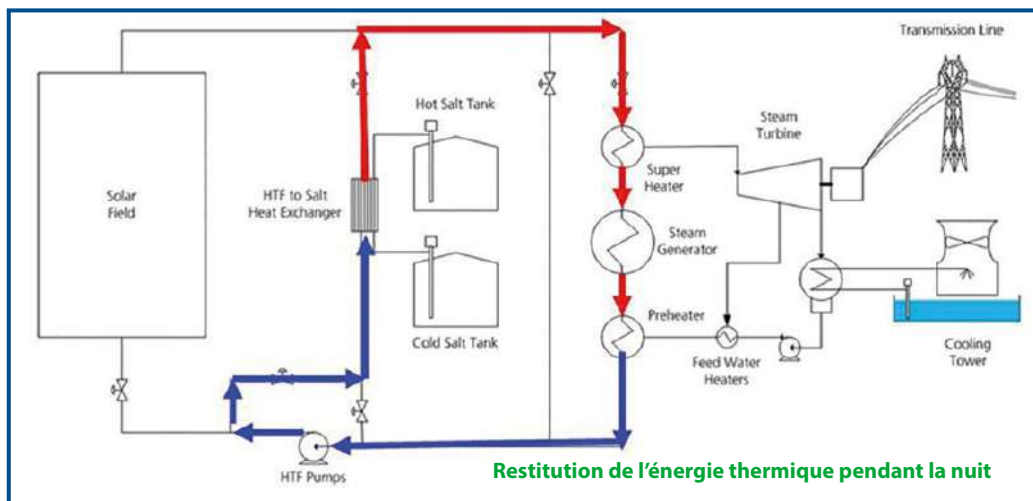 Transmission Line
Hot Salt Tank
Steam
Turbine
Solar
Field
HTF to Salt
Heat Exchanger
Super
Heater
Steam
Generator
Preheater
Cold Salt Tank
Feed Water
Heaters
Cooling
Tower
HTF Pumps
Restitution de l'énergie thermique pendant la nuit